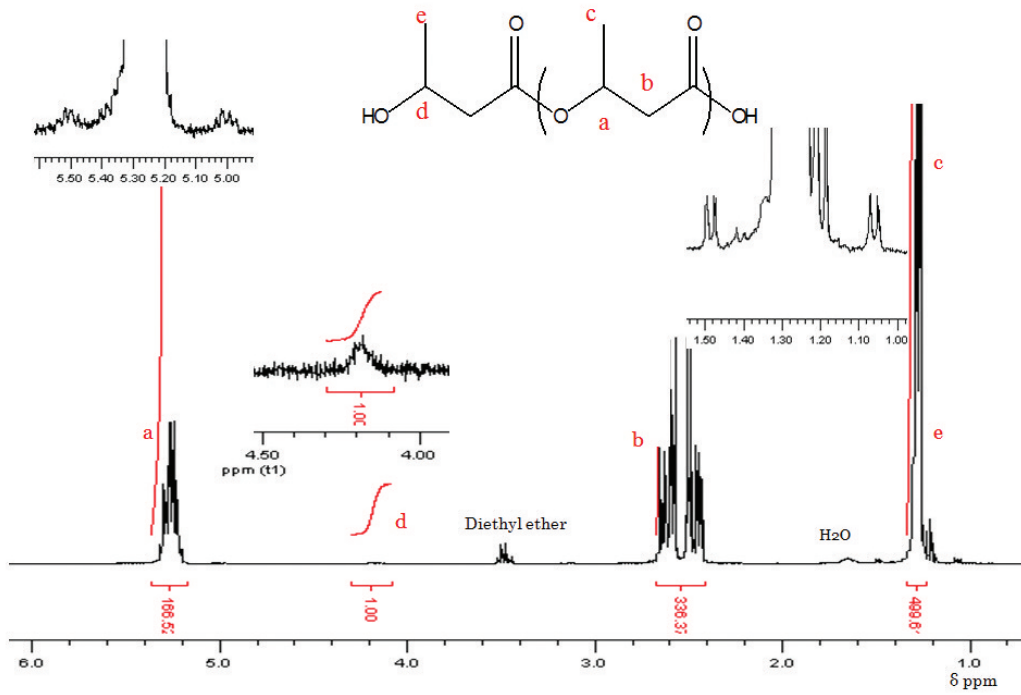 e
c
O
O
b
HO
d
O
a
OH
5.50 5.40 5.30 5.20 5.10 5.00
c
1.50 1.40 1.30 1.20 1.10 1.00
1.00
4.50 4.00
ppm (t1)
a
b
e
d
Diethyl ether
H2O
166.52
1.00
336.37
499.61
6.0 5.0 4.0 3.0 2.0 1.0
δ ppm